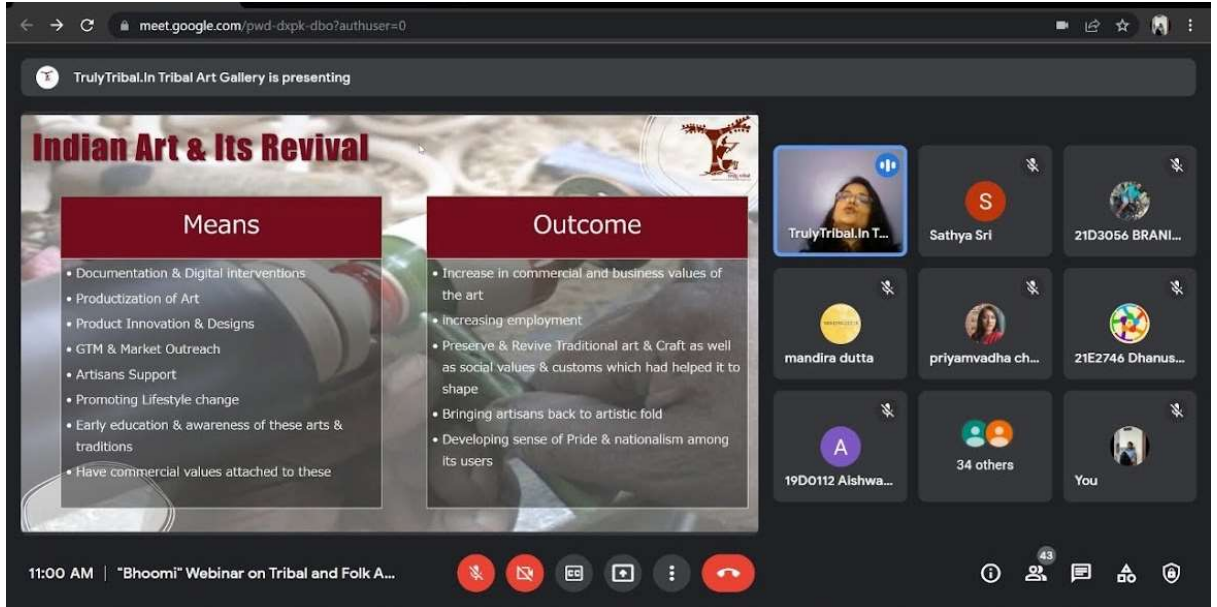 meet.google.com/pwd-dxpk-dbo?authuser=0
TrulyTribal.In Tribal Art Gallery is presenting
Indian Art & Its Revival
Means
• Documentation & Digital interventions
• Productization of Art
• Product Innovation & Designs
• GTM & Market Outreach
• Artisans Support
• Promoting Lifestyle change
• Early education & awareness of these arts &
traditions
• Have commercial values attached to these
Outcome
• Increase in commercial and business values of
the art
• increasing employment
• Preserve & Revive Traditional art & Craft as well
as social values & customs which had helped it to
shape
• Bringing artisans back to artistic fold
• Developing sense of Pride & nationalism among
its users
TrulyTribal.In T...
S
Sathya Sri
21D3056 BRANI...
mandira dutta
priyamvadha ch...
21E2746 Dhanus...
A
19D0112 Aishwa...
34 others
You
11:00 AM | "Bhoomi" Webinar on Tribal and Folk A...
CC
43